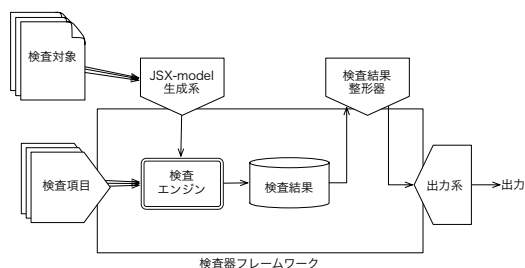 検査対象
JSX-model
生成系
検査結果
整形器
検査項目
検査
エンジン
検査結果
出力系
出力
検査器フレームワーク